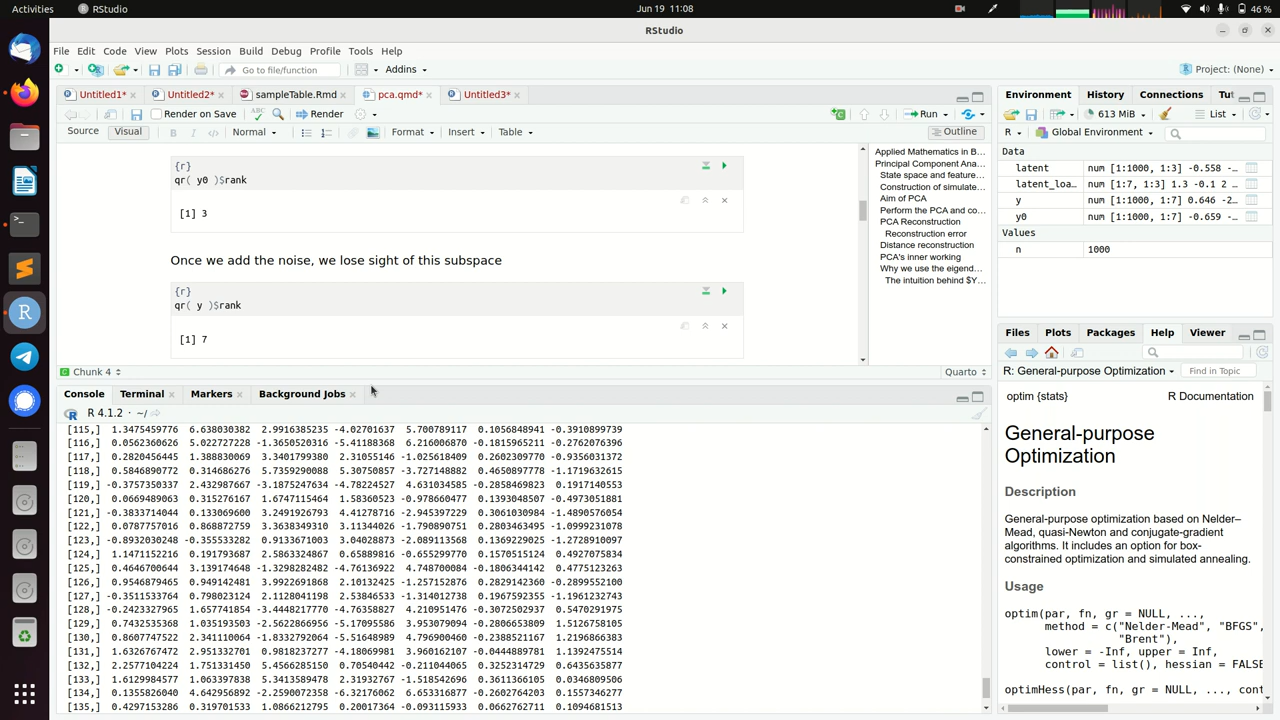 Activities RStudio Jun 19 11:08 46 %
RStudio
File Edit Code View Plots Session Build Debug Profile Tools Help
Go to file/function Addins Project: (None)
Untitled1* Untitled2* sampleTable.Rmd pca.qmd* Untitled3*
Render on Save Render Run
Source Visual B I Normal Format Insert Table Outline
{r}
qr( y0 )$rank
[1] 3
Once we add the noise, we lose sight of this subspace
{r}
qr( y )$rank
[1] 7
Chunk 4 Quarto
Applied Mathematics in B...
Principal Component Ana...
State space and feature...
Construction of simulate...
Aim of PCA
Perform the PCA and co...
PCA Reconstruction
Reconstruction error
Distance reconstruction
PCA's inner working
Why we use the eigend...
The intuition behind $Y...
Console Terminal Markers Background Jobs
R 4.1.2 · ~/
[115,] 1.3475459776 6.638030382 2.9916385235 -4.02701637 5.700789117 0.1056848941 -0.3910899739
[116,] 0.0562360626 5.022727228 -1.3650520316 -5.41188368 6.216006870 -0.1815965211 -0.2762076396
[117,] 0.2820456445 1.388830069 3.3401799380 2.31055146 -1.025618409 0.2602309770 -0.9356031372
[118,] 0.5846890772 0.314686276 5.7359290088 5.30750857 -3.727148882 0.4650897778 -1.1719632615
[119,] -0.3757350337 2.432987667 -3.1875247634 -4.78224527 4.631034585 -0.2858469823 0.1917140553
[120,] 0.0669489063 0.315276167 1.6747115464 1.58360523 -0.978660477 0.1393048507 -0.4973051881
[121,] -0.3833714044 0.133069600 3.2491926793 4.41278716 -2.945397229 0.3061030984 -1.4890576054
[122,] 0.0787757016 0.868872759 3.3638349310 3.11344026 -1.790890751 0.2803463495 -1.0999231078
[123,] -0.8932030248 -0.355533282 0.9133671003 3.04028873 -2.089113568 0.1369229025 -1.2728910097
[124,] 1.1471152216 0.191793687 2.5863324867 0.65889816 -0.655299770 0.1570515124 0.4927075834
[125,] 0.4646700644 3.139174648 -1.3298282482 -4.76136922 4.748700084 -0.1806344142 0.4775123263
[126,] 0.9546879465 0.949142481 3.9922691868 2.10132425 -1.257152876 0.2829142360 -0.2899552100
[127,] -0.3511533764 0.798023124 2.1128041198 2.53846533 -1.314012738 0.1967592355 -1.1961232743
[128,] -0.2423327965 1.657741854 -3.4448217770 -4.76358827 4.210951476 -0.3072502937 0.5470291975
[129,] 0.7432535368 1.035193503 -2.5622866956 -5.17095586 3.953079094 -0.2806653809 1.5126758105
[130,] 0.8607747522 2.341110064 -1.8332792064 -5.51648989 4.796900460 -0.2388521167 1.2196866383
[131,] 1.6326767472 2.951332701 0.9818237277 -4.18069981 3.960162107 -0.0444889781 1.1392475514
[132,] 2.2577104224 1.751331450 5.4566285150 0.70540442 -0.211044065 0.3252314729 0.6435635877
[133,] 1.6129984575 1.063397838 5.3413589478 2.31932767 -1.518542696 0.3611366105 0.0346809506
[134,] 0.1355826040 4.642956892 -2.2590072358 -6.32176062 6.653316877 -0.2602764203 0.1557346277
[135,] 0.4297153286 0.319701533 1.0866212795 0.20017364 -0.093115933 0.0662762711 0.1094681513
Environment History Connections Tut
613 MiB List
R Global Environment
Data
latent num [1:1000, 1:3] -0.558 -...
latent_loa... num [1:7, 1:3] 1.3 -0.1 2 ...
y num [1:1000, 1:7] 0.646 -2...
y0 num [1:1000, 1:7] -0.659 -...
Values
n 1000
Files Plots Packages Help Viewer
R: General-purpose Optimization Find in Topic
optim {stats} R Documentation
General-purpose
Optimization
Description
General-purpose optimization based on Nelder–
Mead, quasi-Newton and conjugate-gradient
algorithms. It includes an option for box-
constrained optimization and simulated annealing.
Usage
optim(par, fn, gr = NULL, ...,
method = c("Nelder-Mead", "BFGS",
"Brent"),
lower = -Inf, upper = Inf,
control = list(), hessian = FALSE
optimHess(par, fn, gr = NULL, ..., cont